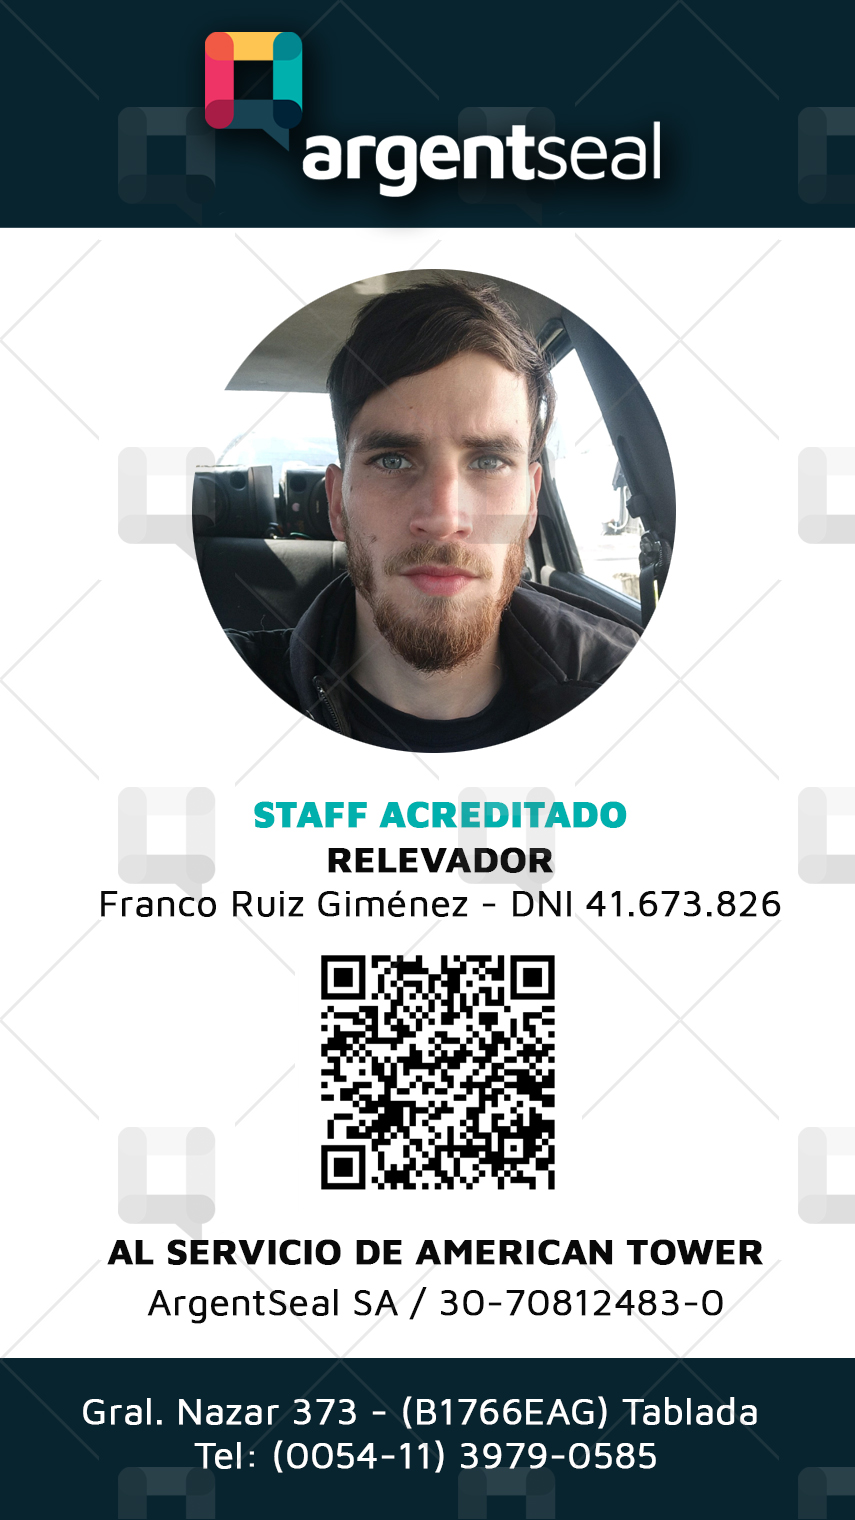 argentseal
STAFF ACREDITADO
RELEVADOR
Franco Ruiz Giménez - DNI 41.673.826
AL SERVICIO DE AMERICAN TOWER
ArgentSeal SA / 30-70812483-0
Gral. Nazar 373 - (B1766EAG) Tablada
Tel: (0054-11) 3979-0585